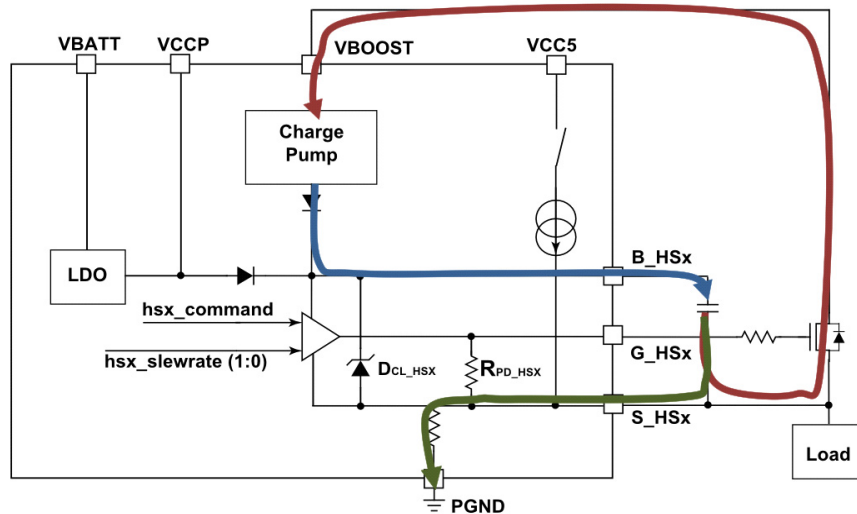 VBATT
VCCP
VBOOST
VCC5
Charge
Pump
LDO
B_HSx
hsx_command
hsx_slewrate (1:0)
DCL_HSX
RPD_HSX
G_HSx
S_HSx
Load
PGND